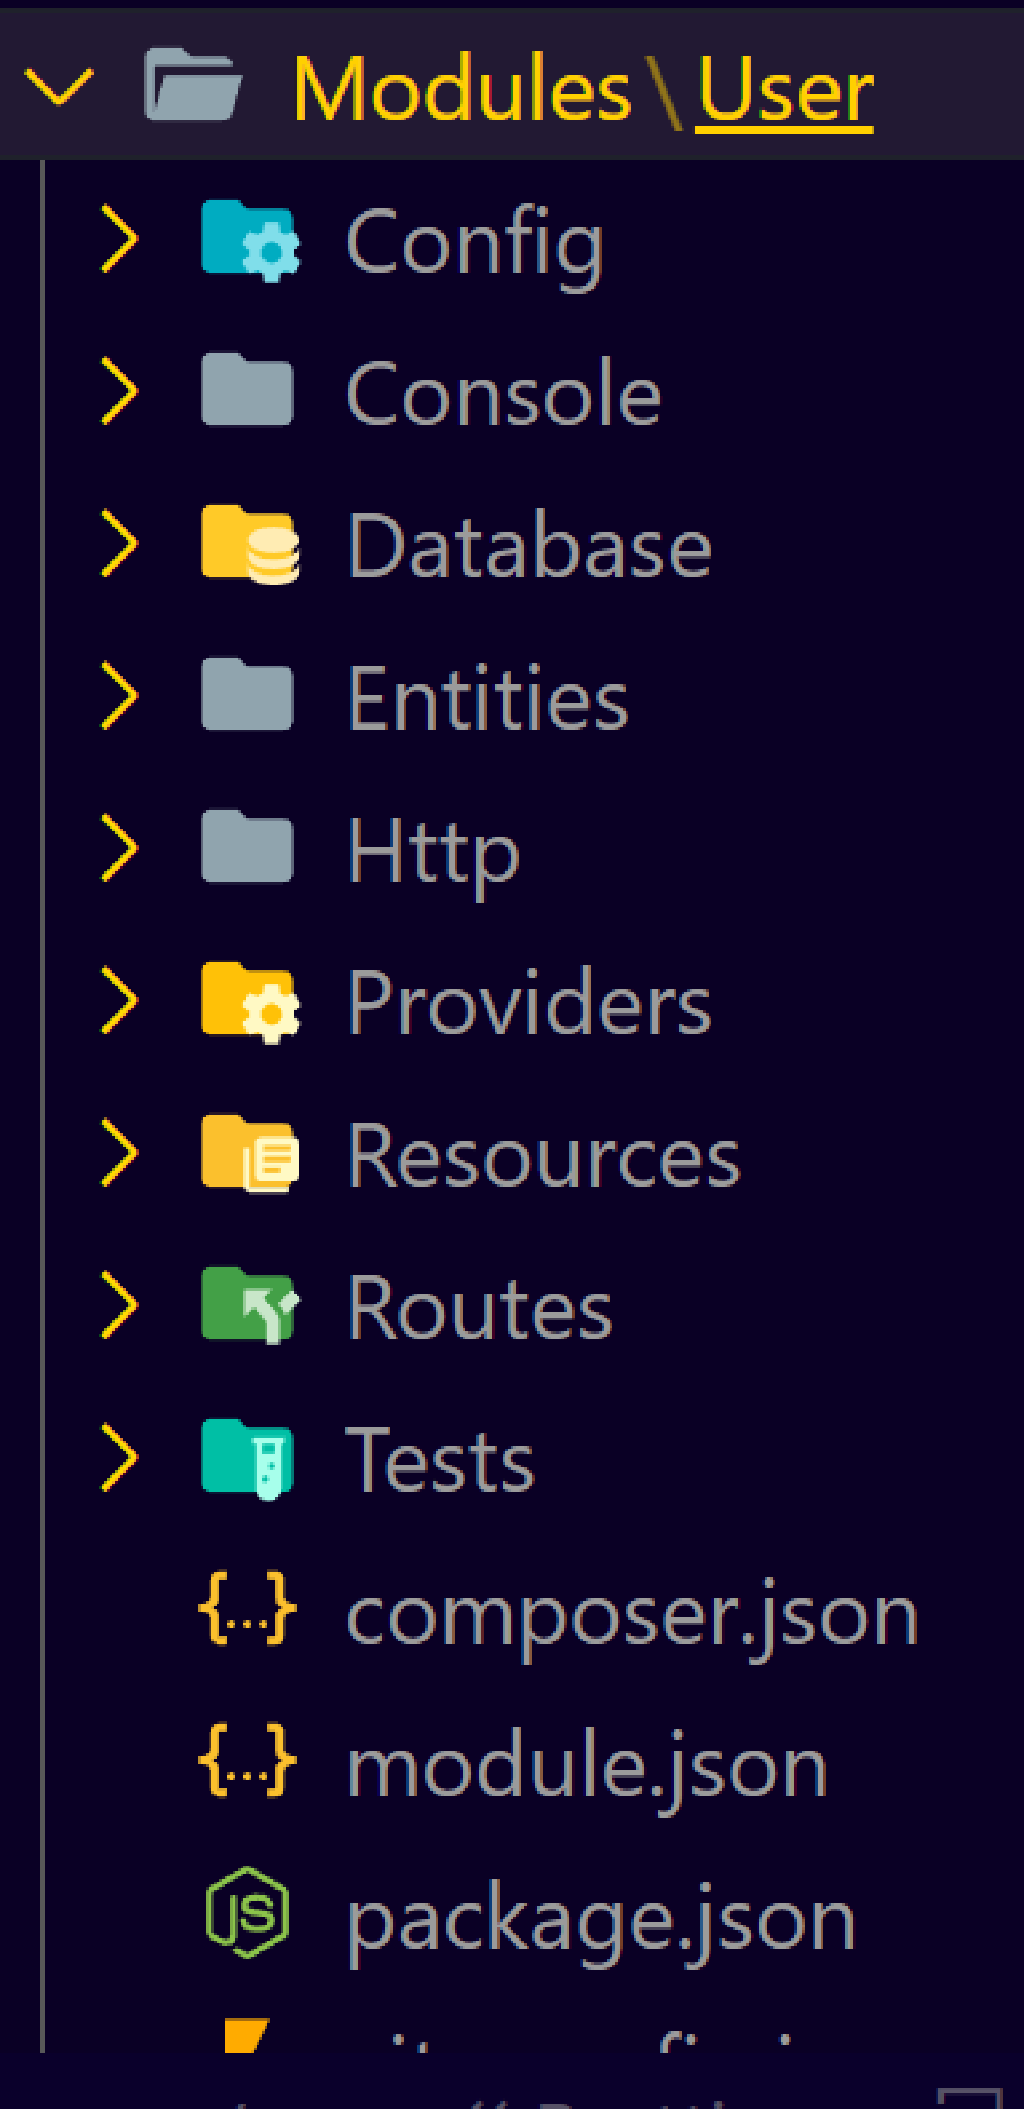 Modules\User
Config
Console
Database
Entities
Http
Providers
Resources
Routes
Tests
composer.json
module.json
package.json